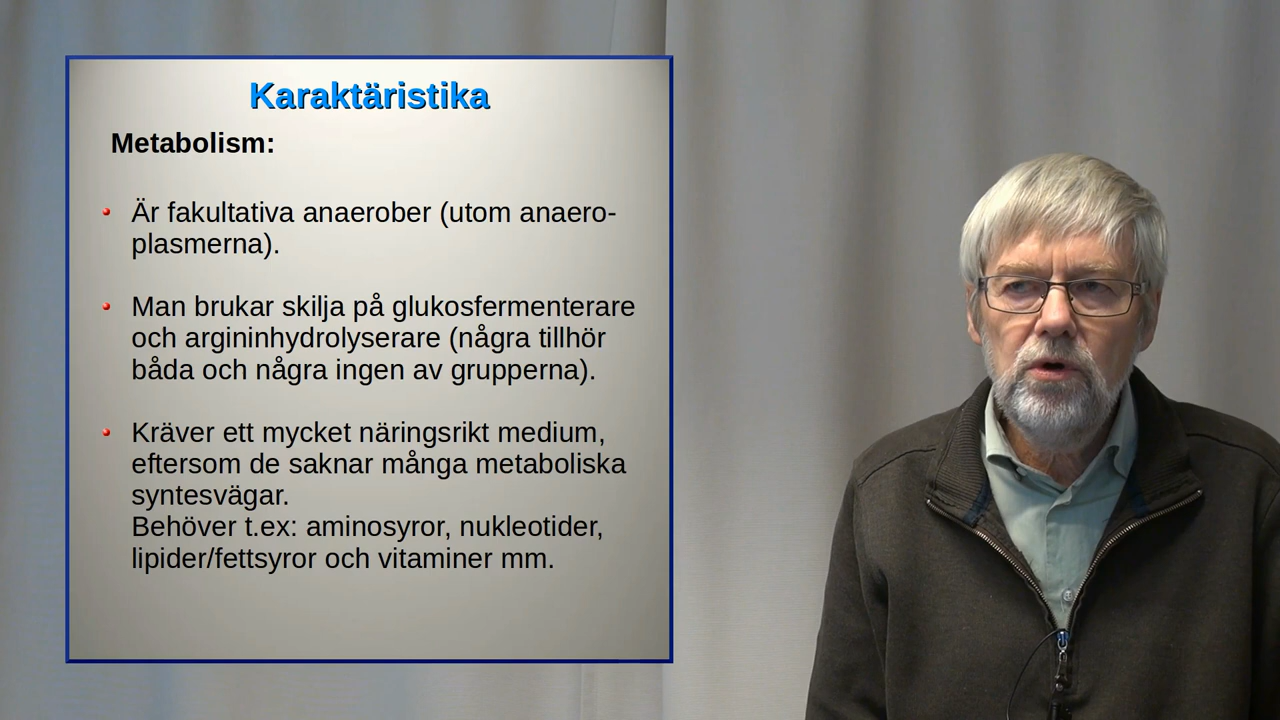 Karaktäristika
Metabolism:
Är fakultativa anaerober (utom anaero-
plasmerna).
Man brukar skilja på glukosfermenterare
och argininhydrolyserare (några tillhör
båda och några ingen av grupperna).
Kräver ett mycket näringsrikt medium,
eftersom de saknar många metaboliska
syntesvägar.
Behöver t.ex: aminosyror, nukleotider,
lipider/fettsyror och vitaminer mm.